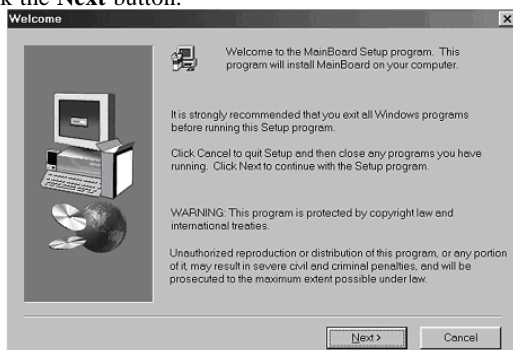 k the Next button.
Welcome
Welcome to the MainBoard Setup program. This
program will install MainBoard on your computer.
It is strongly recommended that you exit all Windows programs
before running this Setup program.
Click Cancel to quit Setup and then close any programs you have
running. Click Next to continue with the Setup program.
WARNING: This program is protected by copyright law and
international treaties.
Unauthorized reproduction or distribution of this program, or any portion
of it, may result in severe civil and criminal penalties, and will be
prosecuted to the maximum extent possible under law.
Next >
Cancel